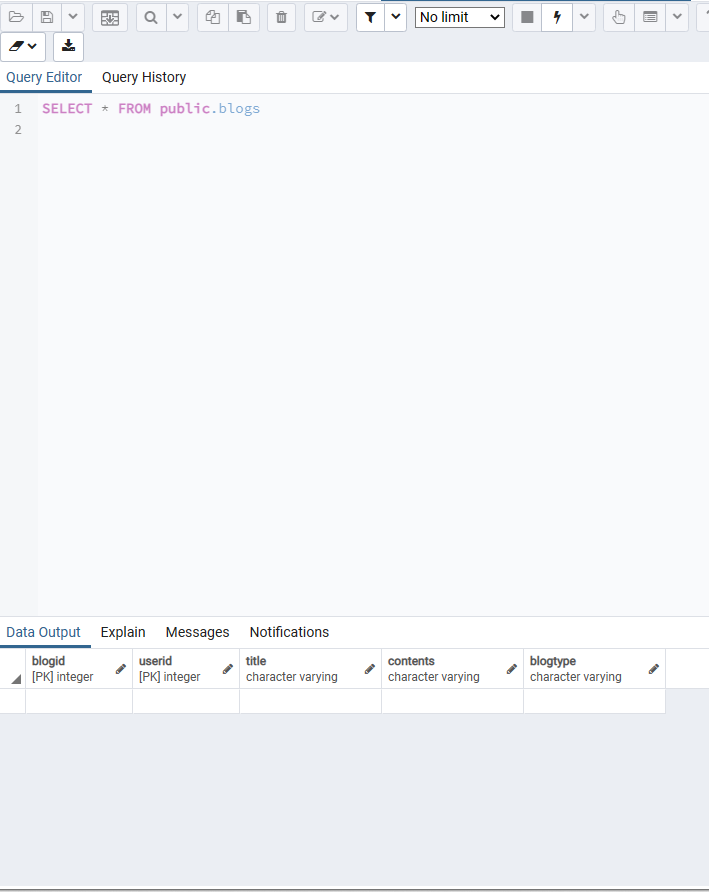 No limit
Query Editor Query History
1 SELECT * FROM public.blogs
2
Data Output Explain Messages Notifications
blogid userid title contents blogtype
[PK] integer [PK] integer character varying character varying character varying